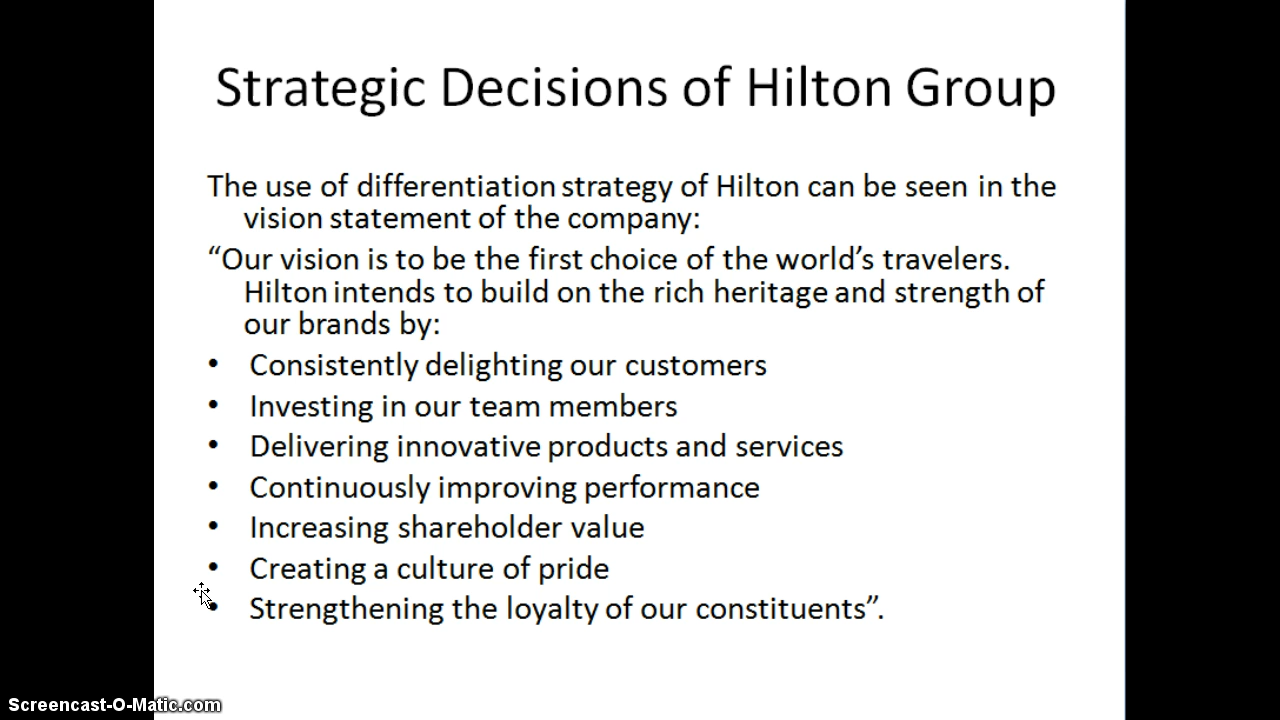 Strategic Decisions of Hilton Group
The use of differentiation strategy of Hilton can be seen in the
vision statement of the company:
“Our vision is to be the first choice of the world’s travelers.
Hilton intends to build on the rich heritage and strength of
our brands by:
• Consistently delighting our customers
• Investing in our team members
• Delivering innovative products and services
• Continuously improving performance
• Increasing shareholder value
• Creating a culture of pride
• Strengthening the loyalty of our constituents”.
Screencast-O-Matic.com